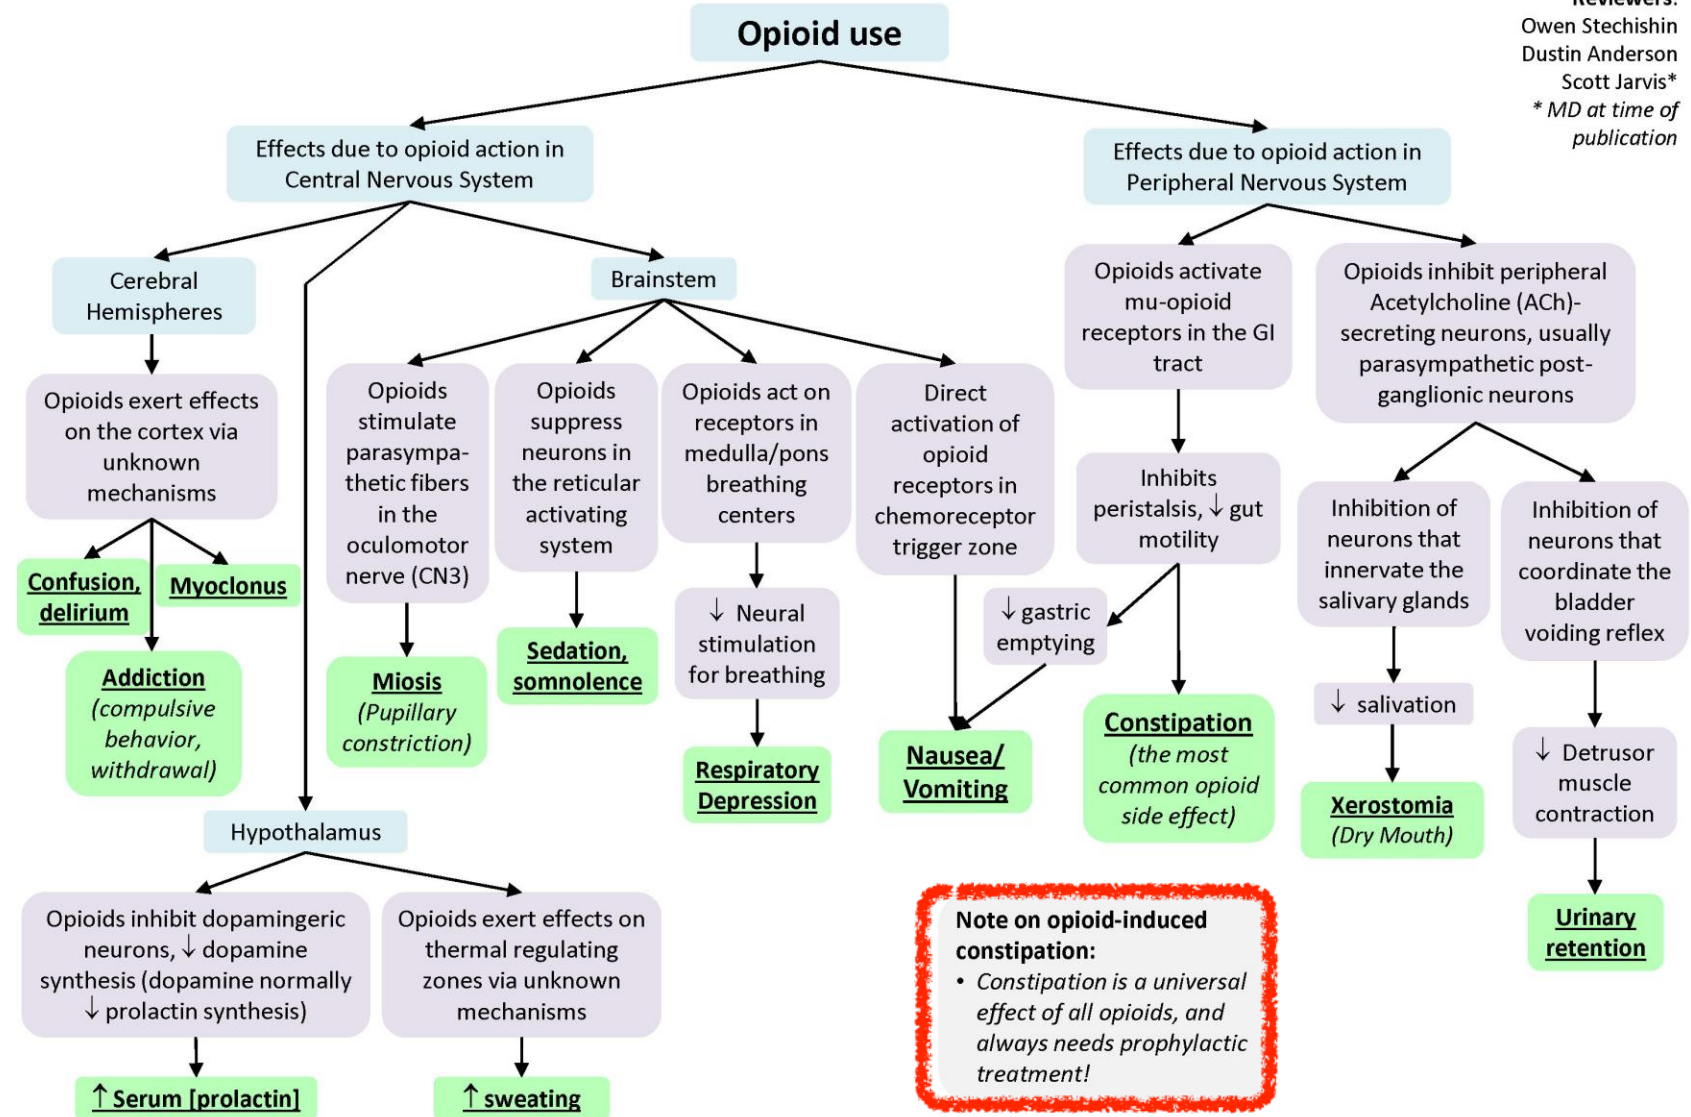 Opioid use
Reviewers:
Owen Stechishin
Dustin Anderson
Scott Jarvis*
* MD at time of
publication
Effects due to opioid action in
Central Nervous System
Effects due to opioid action in
Peripheral Nervous System
Cerebral
Hemispheres
Brainstem
Opioids activate
mu-opioid
receptors in the GI
tract
Opioids inhibit peripheral
Acetylcholine (ACh)-
secreting neurons, usually
parasympathetic post-
ganglionic neurons
Opioids exert effects
on the cortex via
unknown
mechanisms
Opioids
stimulate
parasympa-
thetic fibers
in the
oculomotor
nerve (CN3)
Opioids
suppress
neurons in
the reticular
activating
system
Opioids act on
receptors in
medulla/pons
breathing
centers
Direct
activation of
opioid
receptors in
chemoreceptor
trigger zone
Inhibits
peristalsis, ↓ gut
motility
Inhibition of
neurons that
innervate the
salivary glands
Inhibition of
neurons that
coordinate the
bladder
voiding reflex
Confusion,
delirium
Myoclonus
Addiction
(compulsive
behavior,
withdrawal)
Miosis
(Pupillary
constriction)
Sedation,
somnolence
↓ Neural
stimulation
for breathing
↓ gastric
emptying
Respiratory
Depression
Nausea/
Vomiting
Constipation
(the most
common opioid
side effect)
↓ salivation
Xerostomia
(Dry Mouth)
↓ Detrusor
muscle
contraction
Urinary
retention
Hypothalamus
Opioids inhibit dopamingeric
neurons, ↓ dopamine
synthesis (dopamine normally
↓ prolactin synthesis)
Opioids exert effects on
thermal regulating
zones via unknown
mechanisms
↑ Serum [prolactin]
↑ sweating
Note on opioid-induced
constipation:
• Constipation is a universal
effect of all opioids, and
always needs prophylactic
treatment!